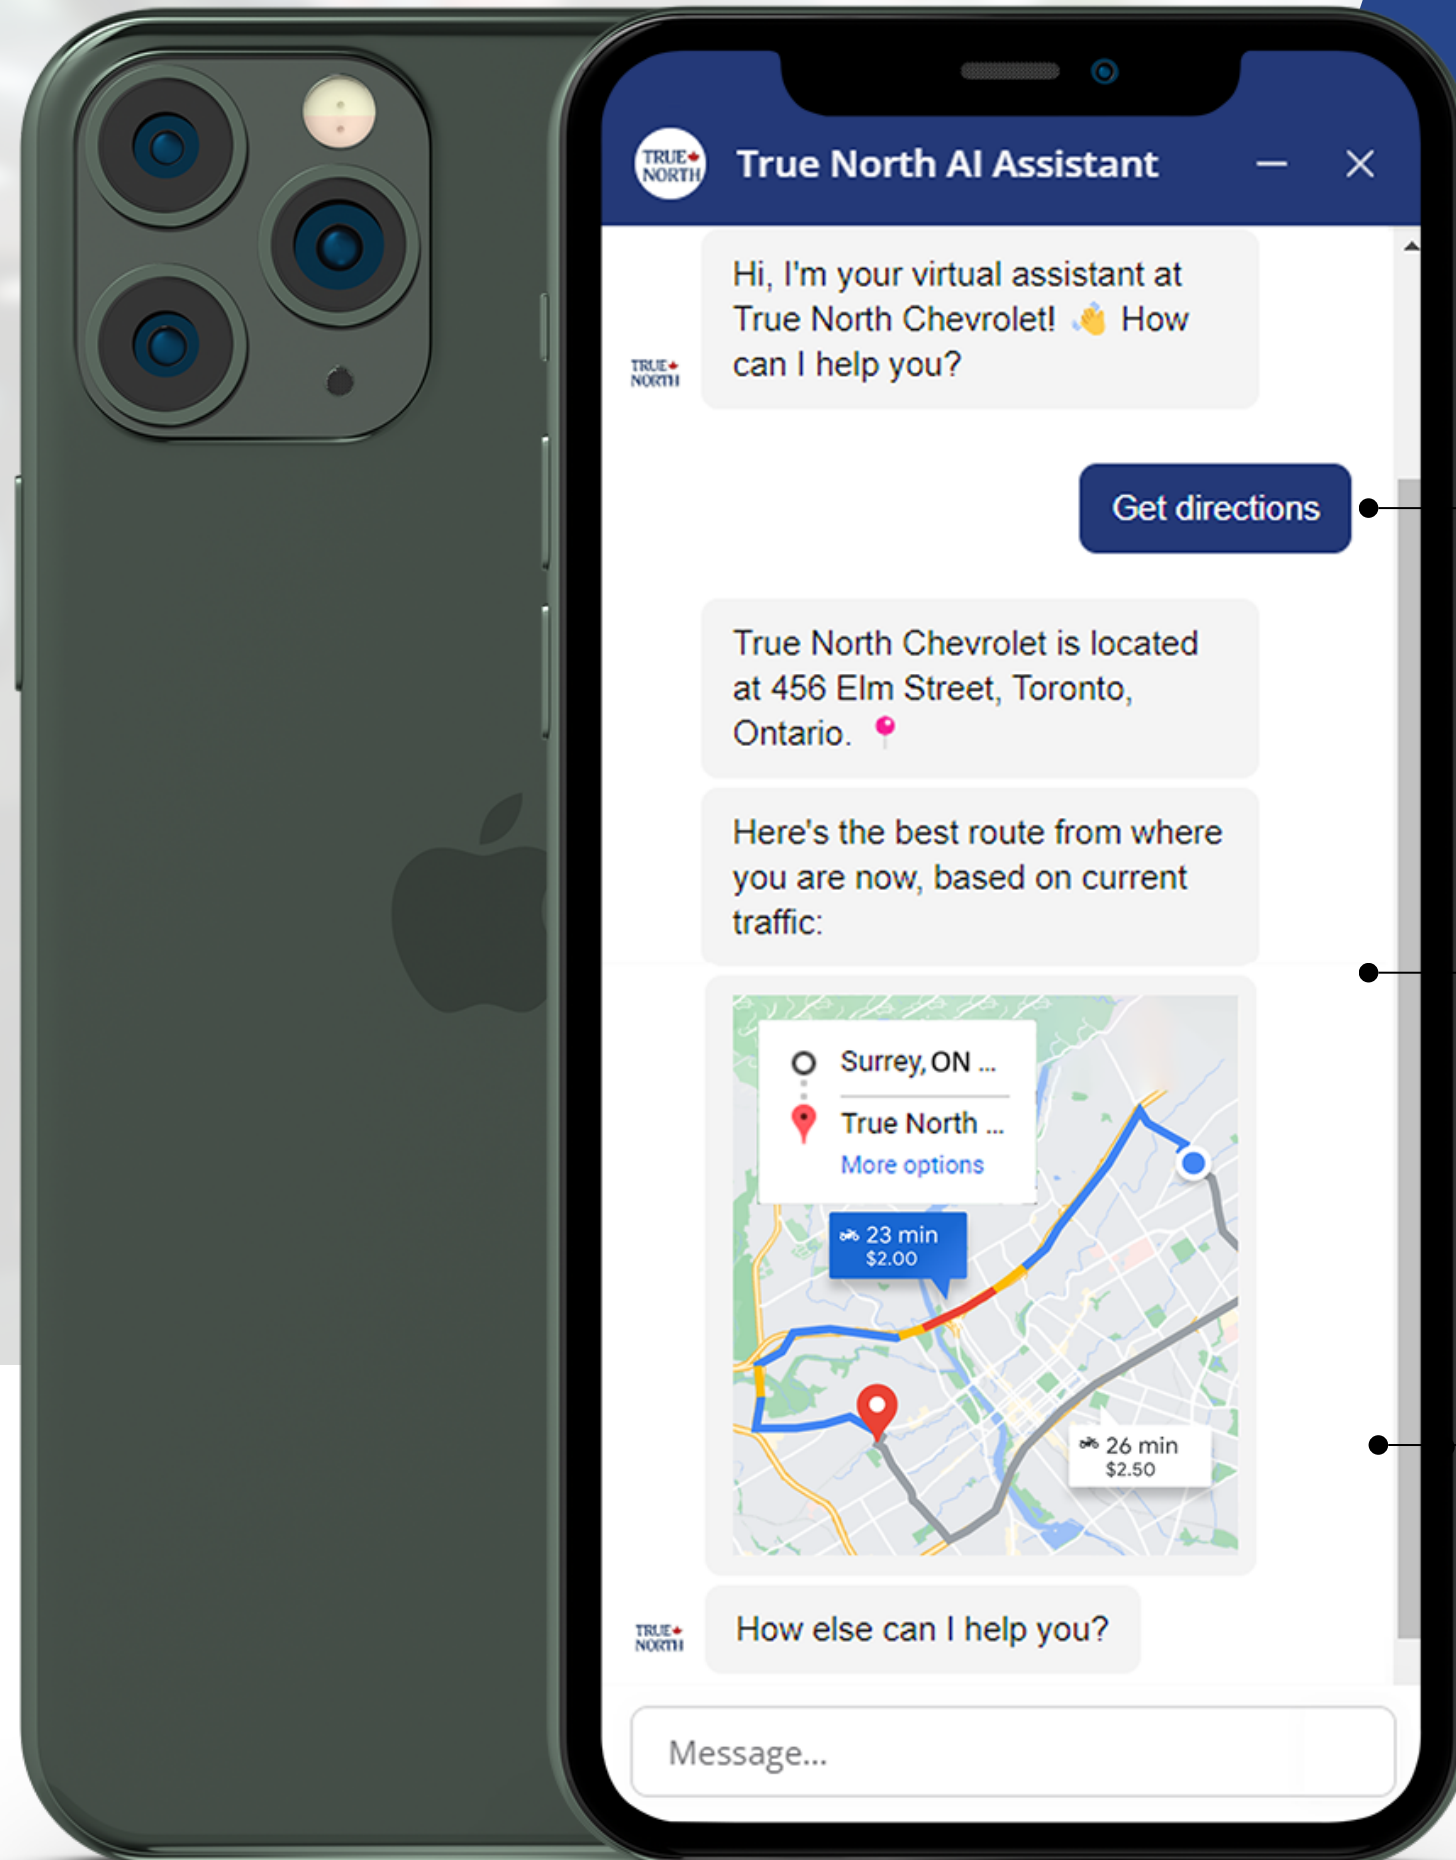 TRUE
NORTH
True North AI Assistant
Hi, I'm your virtual assistant at
True North Chevrolet! 👋 How
can I help you?
TRUE
NORTH
Get directions
True North Chevrolet is located
at 456 Elm Street, Toronto,
Ontario. 📍
Here's the best route from where
you are now, based on current
traffic:
Surrey, ON ...
True North ...
More options
23 min
$2.00
26 min
$2.50
TRUE
NORTH
How else can I help you?
Message...